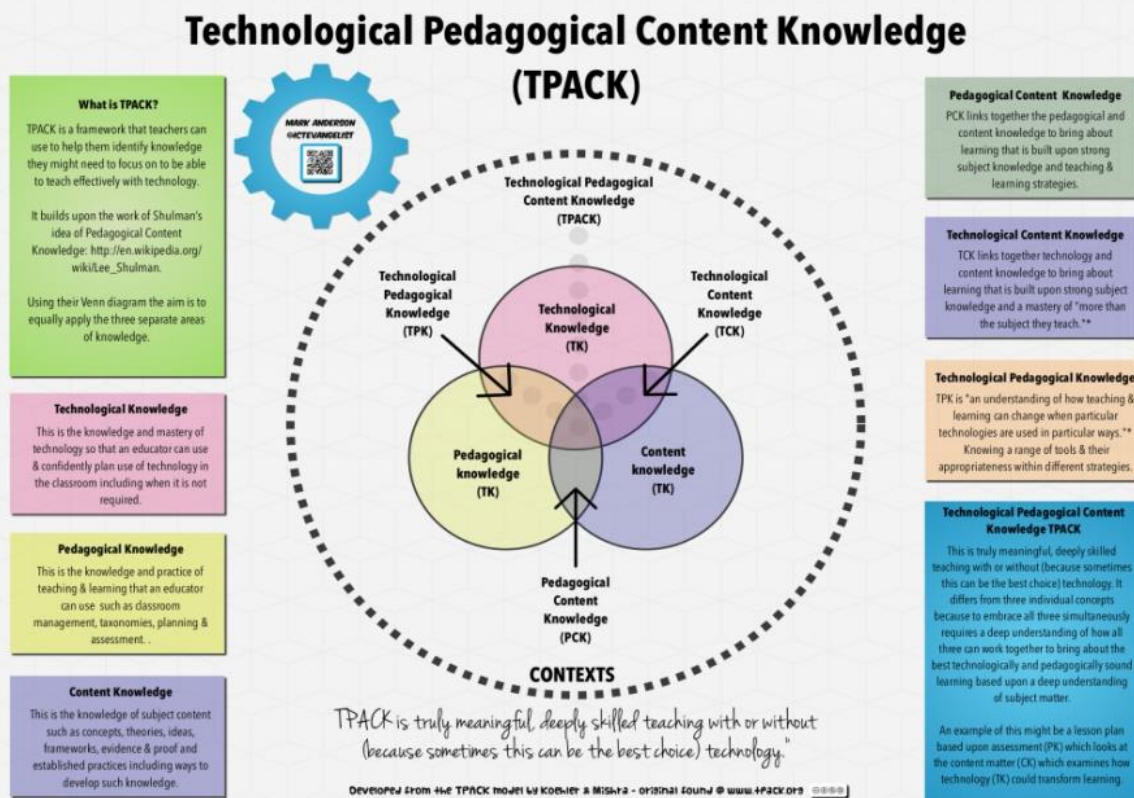 Technological Pedagogical Content Knowledge
(TPACK)
What is TPACK?
TPACK is a framework that teachers can
use to help them identify knowledge
they might need to focus on to be able
to teach effectively with technology.
It builds upon the work of Shulman's
idea of Pedagogical Content
Knowledge: http://en.wikipedia.org/
wiki/Lee_Shulman.
Using their Venn diagram the aim is to
equally apply the three separate areas
of knowledge.
Technological Knowledge
This is the knowledge and mastery of
technology so that an educator can use
& confidently plan use of technology in
the classroom including when it is not
required.
Pedagogical Knowledge
This is the knowledge and practice of
teaching & learning that an educator
can use such as classroom
management, taxonomies, planning &
assessment. .
Content Knowledge
This is the knowledge of subject content
such as concepts, theories, ideas,
frameworks, evidence & proof and
established practices including ways to
develop such knowledge.
MARK ANDERSON
@ICTEVANGELIST
Technological Pedagogical
Content Knowledge
(TPACK)
Technological
Pedagogical
Knowledge
(TPK)
Technological
Content
Knowledge
(TCK)
Technological
Knowledge
(TK)
Pedagogical
knowledge
(TK)
Content
knowledge
(TK)
Pedagogical
Content
Knowledge
(PCK)
CONTEXTS
TPACK is truly meaningful, deeply skilled teaching with or without
(because sometimes this can be the best choice) technology."
Developed from the TPACK model by Koehler & Mishra - original found @ www.tpack.org
Pedagogical Content Knowledge
PCK links together the pedagogical and
content knowledge to bring about
learning that is built upon strong
subject knowledge and teaching &
learning strategies.
Technological Content Knowledge
TCK links together technology and
content knowledge to bring about
learning that is built upon strong subject
knowledge and a mastery of "more than
the subject they teach."*
Technological Pedagogical Knowledge
TPK is "an understanding of how teaching &
learning can change when particular
technologies are used in particular ways."*
Knowing a range of tools & their
appropriateness within different strategies.
Technological Pedagogical Content
Knowledge TPACK
This is truly meaningful, deeply skilled
teaching with or without (because sometimes
this can be the best choice) technology. It
differs from three individual concepts
because to embrace all three simultaneously
requires a deep understanding of how all
three can work together to bring about the
best technologically and pedagogically sound
learning based upon a deep understanding
of subject matter.
An example of this might be a lesson plan
based upon assessment (PK) which looks at
the content matter (CK) which examines how
technology (TK) could transform learning.